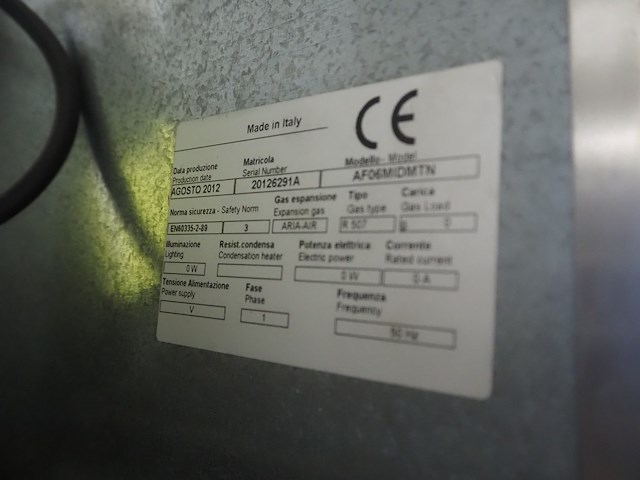 Made in Italy
CE
Data produzione Matricola Modello - Model
Production date Serial Number
AGOSTO 2012 20126291A AF06MIDMTN
Norma sicurezza - Safety Norm Gas espansione Tipo Carica
Expansion gas Gas type Gas Load
EN60335-2-89 3 ARIA-AIR R 507 g 0
Illuminazione Resist.condensa Potenza elettrica Corrente
Lighting Condensation heater Electric power Rated current
0 W 0 W 0 A
Tensione Alimentazione Fase Frequenza
Power supply Phase Frequency
V 1 50 Hz